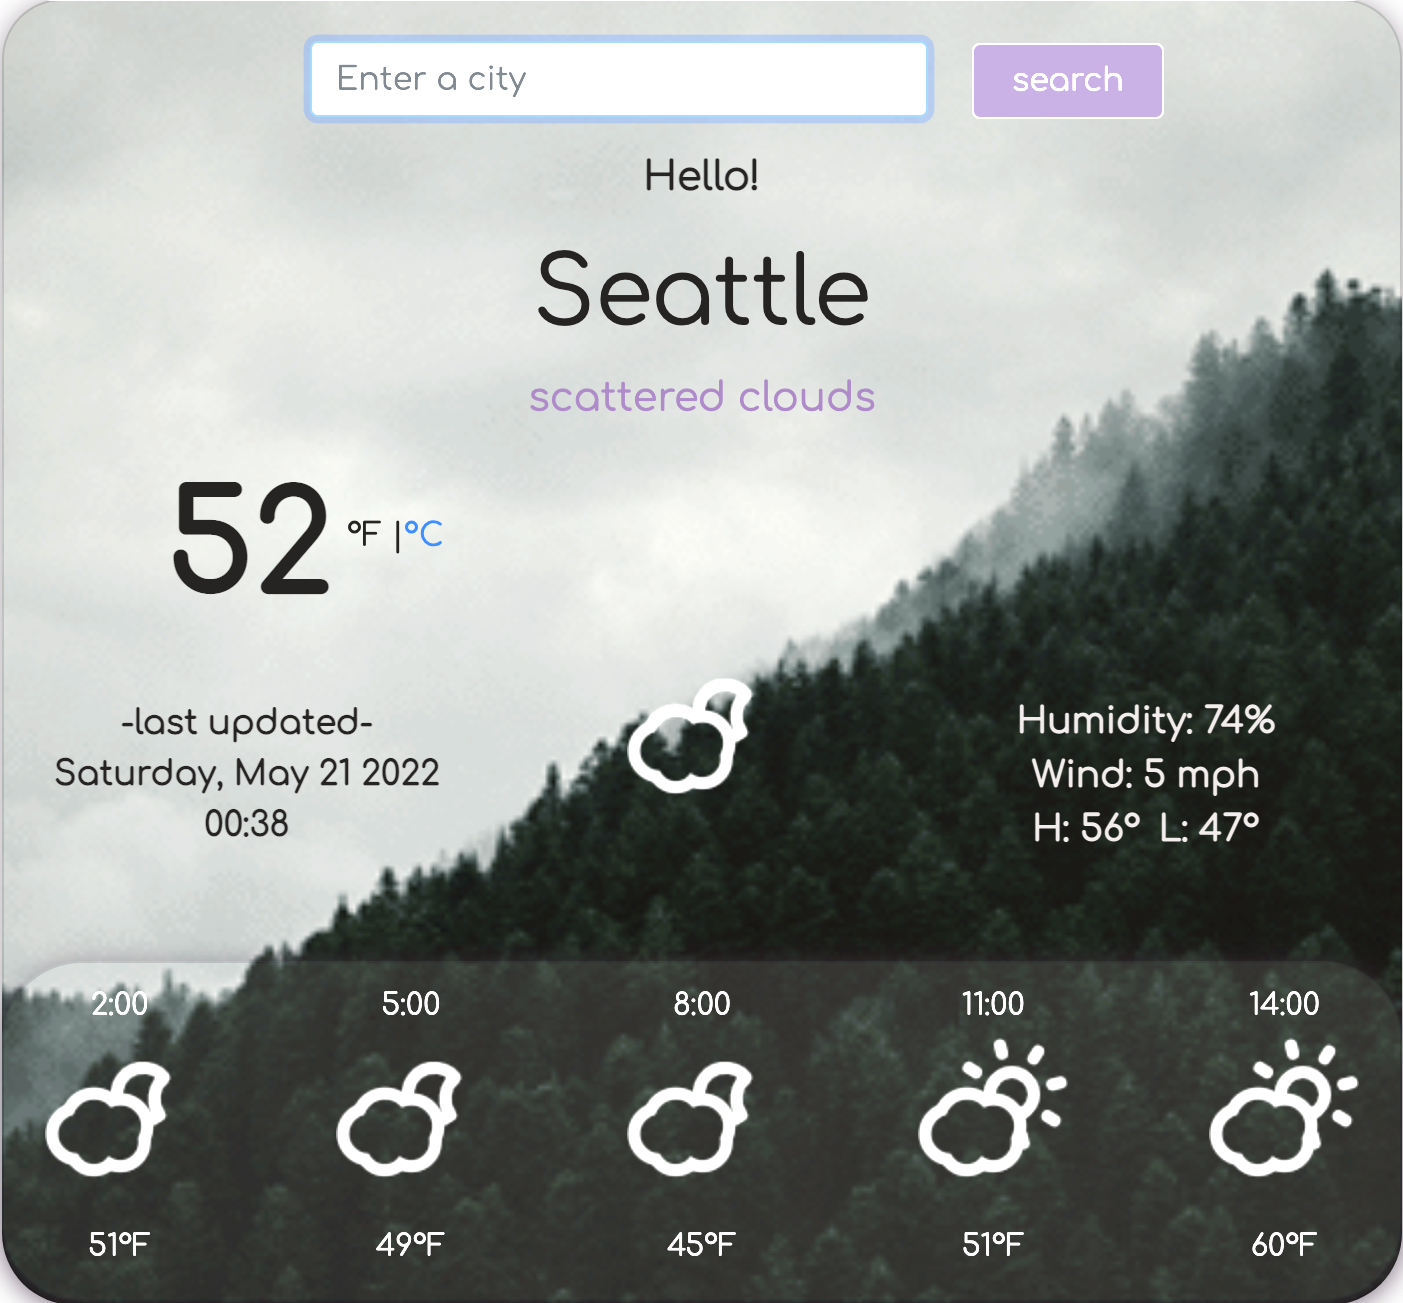 Enter a city
search
Hello!
Seattle
scattered clouds
52 °F |°C
-last updated-
Saturday, May 21 2022
00:38
Humidity: 74%
Wind: 5 mph
H: 56° L: 47°
2:00 5:00 8:00 11:00 14:00
51°F 49°F 45°F 51°F 60°F